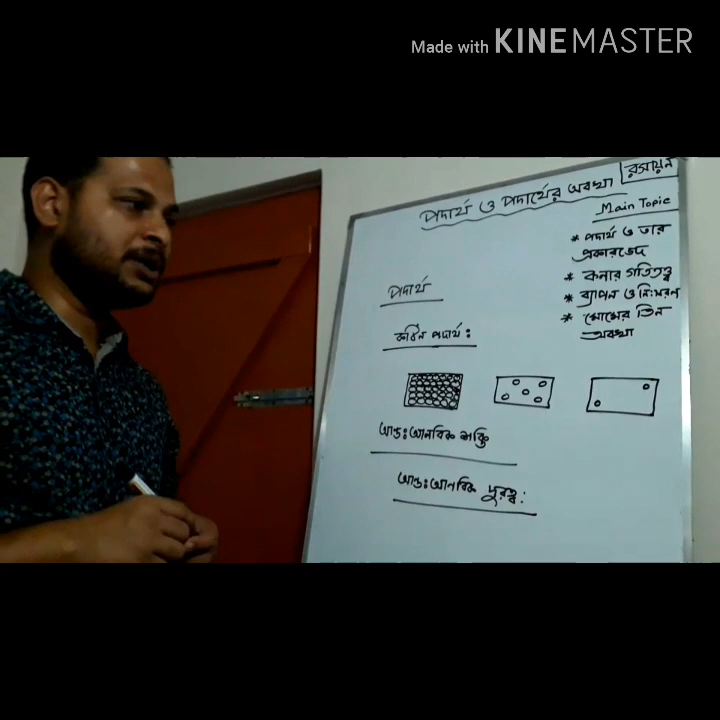 Made with KINEMASTER
রসায়ন
পদার্থ ও পদার্থের অবস্থা
Main Topic
* পদার্থ ও তার
প্রকারভেদ
* কনার গতিতত্ত্ব
* ব্যাপন ও নিঃসরণ
* মোমের তিন
অবস্থা
পদার্থ
কঠিন পদার্থ :
আন্তঃআনবিক শক্তি
আন্তঃআনবিক দুরত্ব :